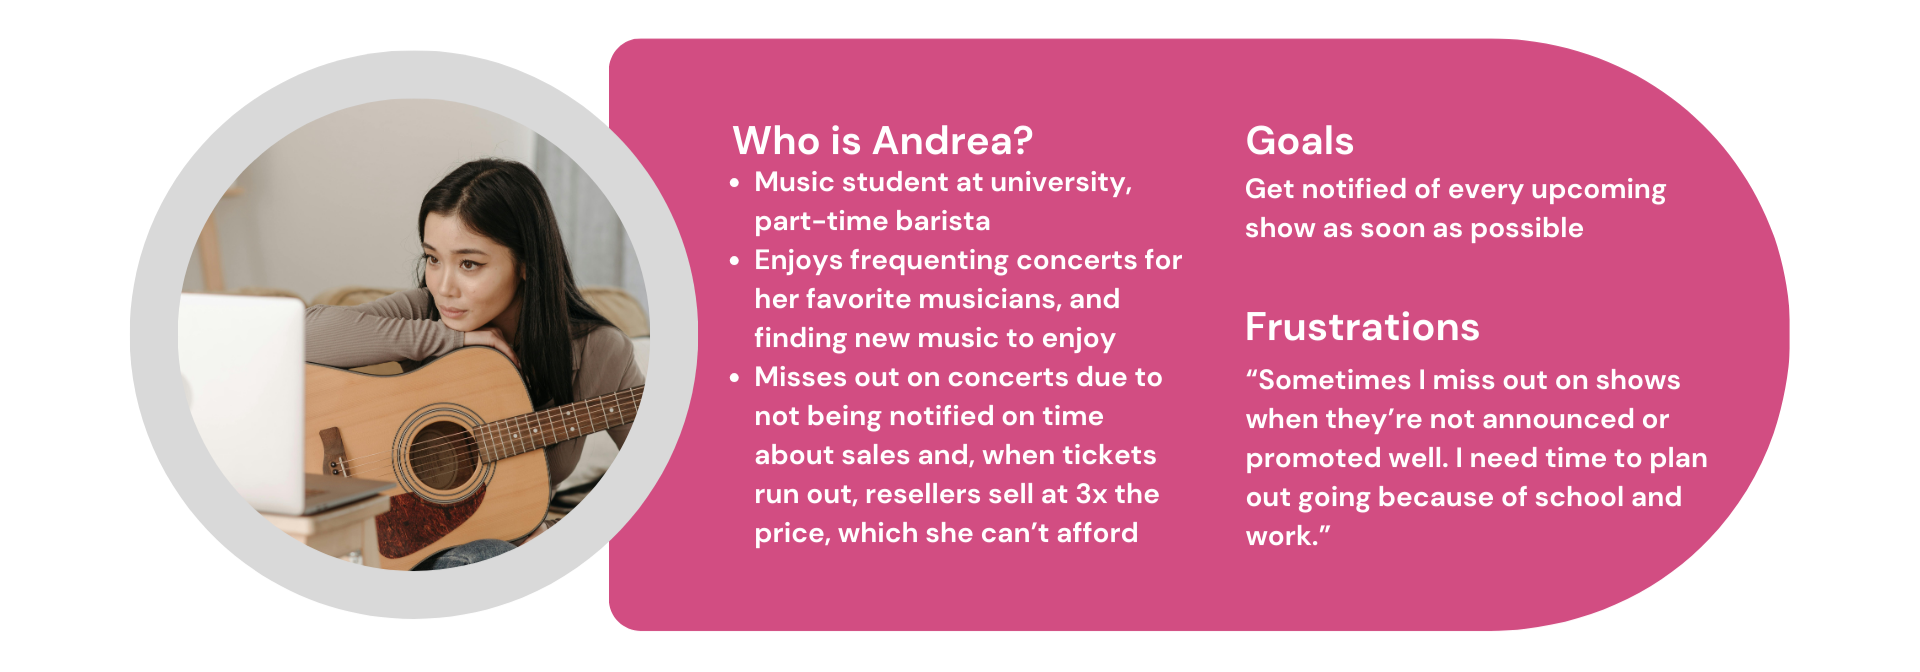 Who is Andrea?
• Music student at university,
part-time barista
• Enjoys frequenting concerts for
her favorite musicians, and
finding new music to enjoy
• Misses out on concerts due to
not being notified on time
about sales and, when tickets
run out, resellers sell at 3x the
price, which she can’t afford
Goals
Get notified of every upcoming
show as soon as possible
Frustrations
“Sometimes I miss out on shows
when they’re not announced or
promoted well. I need time to plan
out going because of school and
work.”